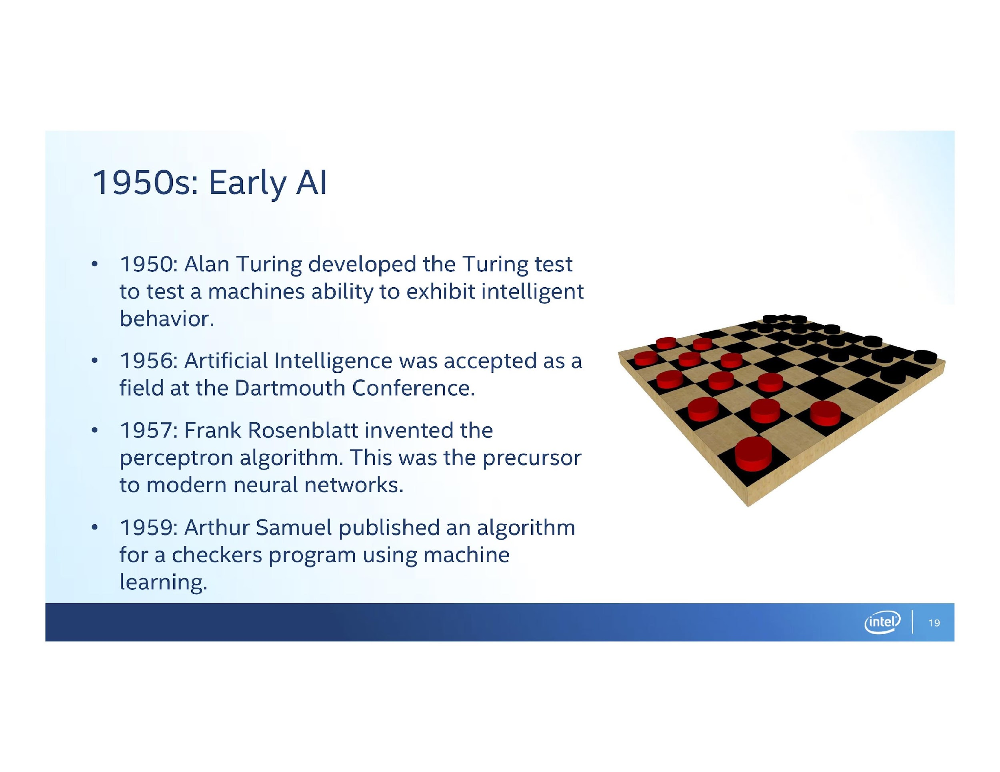 1950s: Early AI
• 1950: Alan Turing developed the Turing test
to test a machines ability to exhibit intelligent
behavior.
• 1956: Artificial Intelligence was accepted as a
field at the Dartmouth Conference.
• 1957: Frank Rosenblatt invented the
perceptron algorithm. This was the precursor
to modern neural networks.
• 1959: Arthur Samuel published an algorithm
for a checkers program using machine
learning.
intel
19